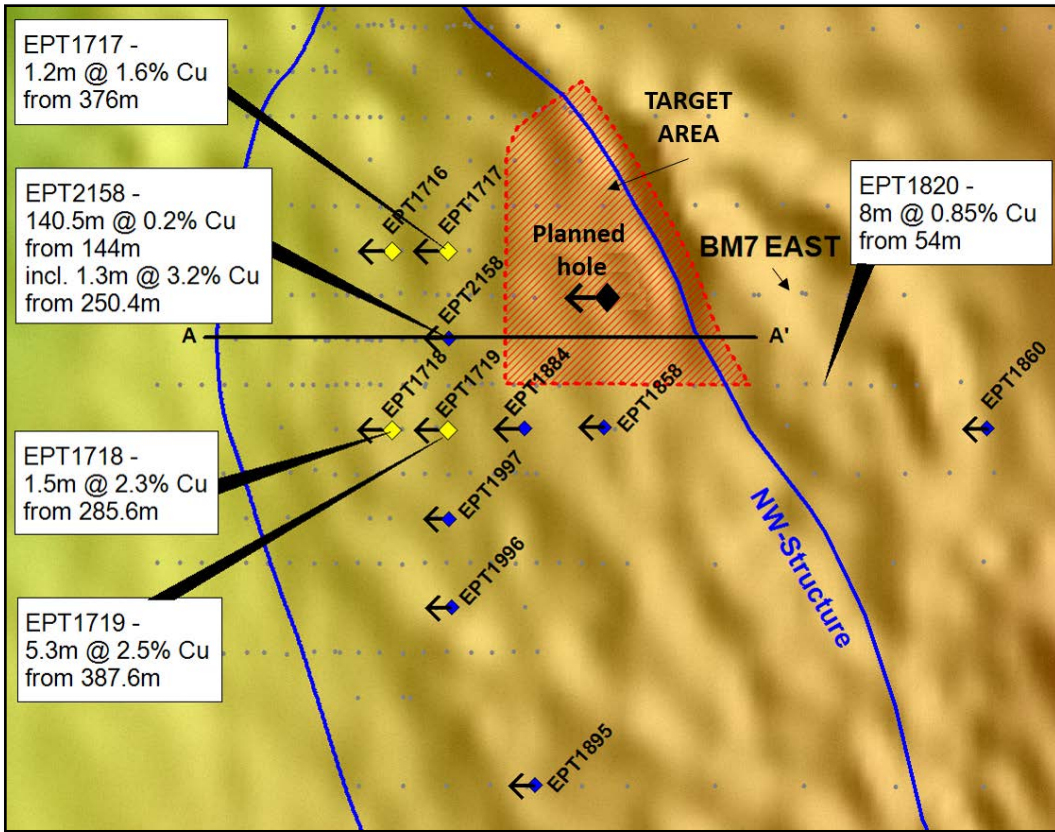 EPT1717 -
1.2m @ 1.6% Cu
from 376m
EPT2158 -
140.5m @ 0.2% Cu
from 144m
incl. 1.3m @ 3.2% Cu
from 250.4m
EPT1718 -
1.5m @ 2.3% Cu
from 285.6m
EPT1719 -
5.3m @ 2.5% Cu
from 387.6m
TARGET
AREA
EPT1820 -
8m @ 0.85% Cu
from 54m
EPT1716
EPT1717
Planned
hole
BM7 EAST
EPT2158
A
A'
EPT1718
EPT1719
EPT1884
EPT1858
EPT1860
EPT1997
EPT1996
NW-Structure
EPT1895